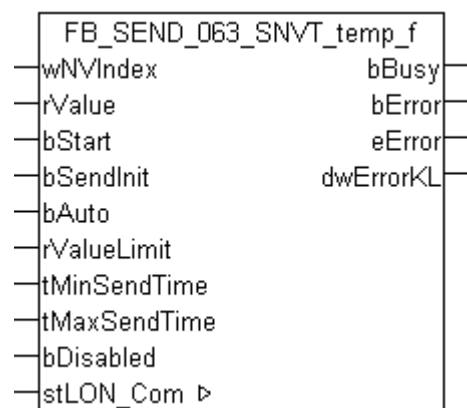 FB_SEND_063_SNVT_temp_f
wNVIndex bBusy
rValue bError
bStart eError
bSendInit dwErrorKL
bAuto
rValueLimit
tMinSendTime
tMaxSendTime
bDisabled
stLON_Com ▷